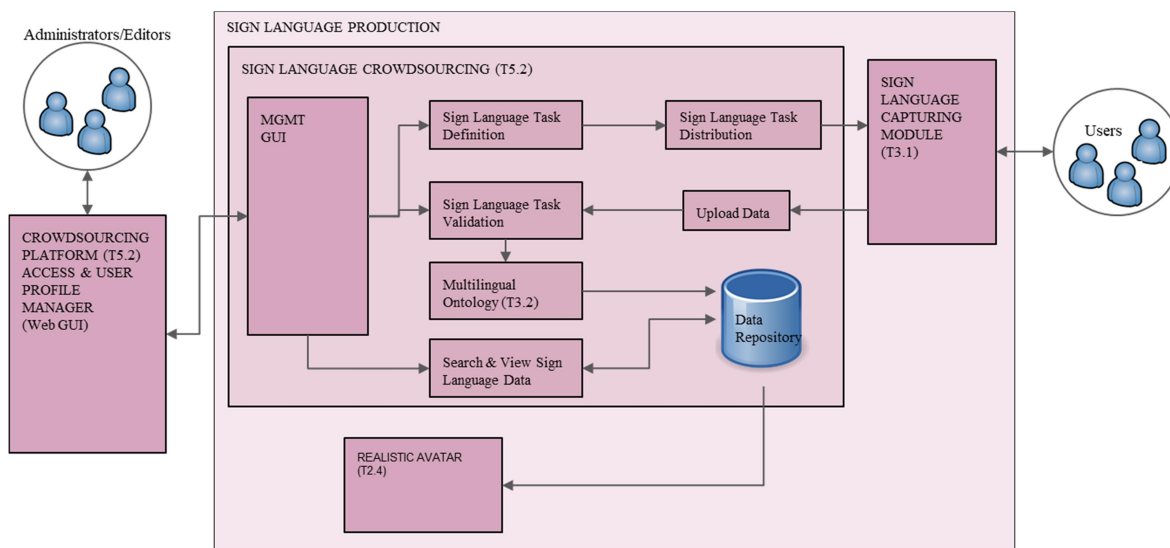 Administrators/Editors
SIGN LANGUAGE PRODUCTION
SIGN LANGUAGE CROWDSOURCING (T5.2)
MGMT
GUI
Sign Language Task
Definition
Sign Language Task
Distribution
SIGN
LANGUAGE
CAPTURING
MODULE
(T3.1)
Users
Sign Language Task
Validation
Upload Data
CROWDSOURCING
PLATFORM (T5.2)
ACCESS & USER
PROFILE
MANAGER
(Web GUI)
Multilingual
Ontology (T3.2)
Data
Repository
Search & View Sign
Language Data
REALISTIC AVATAR
(T2.4)